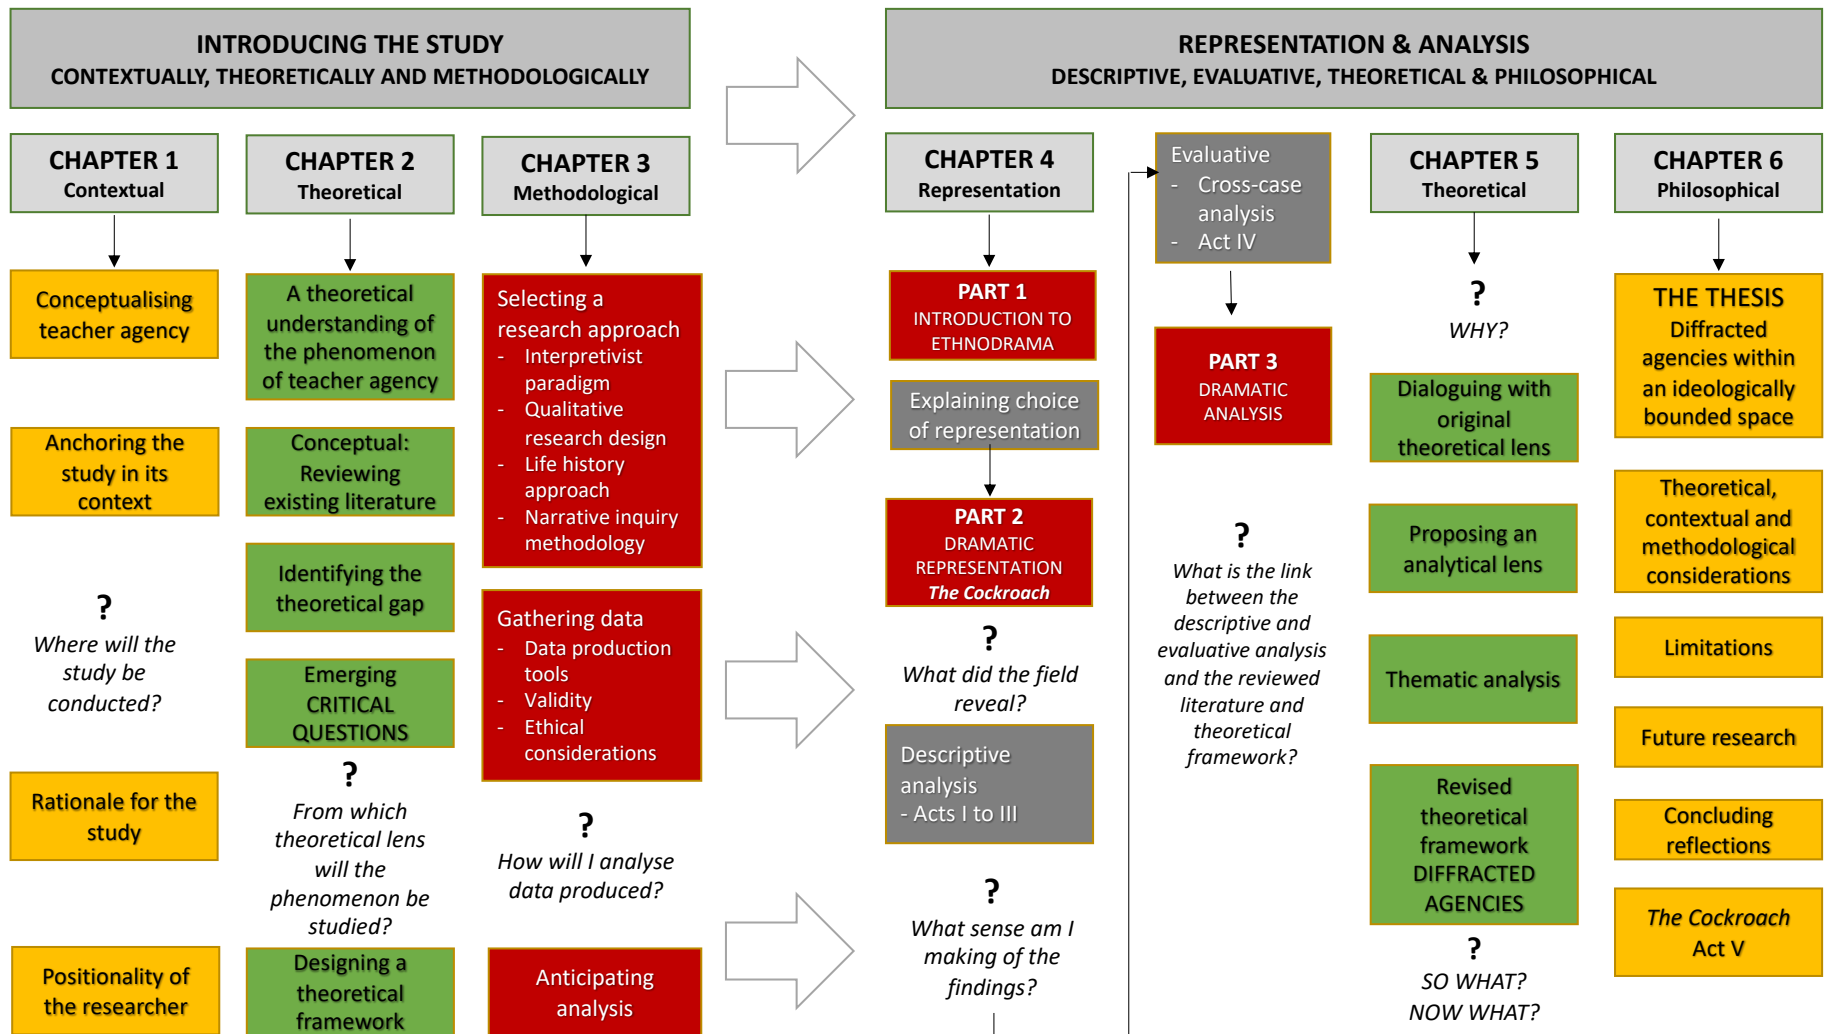 INTRODUCING THE STUDY
CONTEXTUALLY, THEORETICALLY AND METHODOLOGICALLY
REPRESENTATION & ANALYSIS
DESCRIPTIVE, EVALUATIVE, THEORETICAL & PHILOSOPHICAL
CHAPTER 1
Contextual
Conceptualising
teacher agency
Anchoring the
study in its
context
?
Where will the
study be
conducted?
Rationale for the
study
Positionality of
the researcher
CHAPTER 2
Theoretical
A theoretical
understanding of
the phenomenon
of teacher agency
Conceptual:
Reviewing
existing literature
Identifying the
theoretical gap
Emerging
CRITICAL
QUESTIONS
?
From which
theoretical lens
will the
phenomenon be
studied?
Designing a
theoretical
framework
CHAPTER 3
Methodological
Selecting a
research approach
- Interpretivist
paradigm
- Qualitative
research design
- Life history
approach
- Narrative inquiry
methodology
Gathering data
- Data production
tools
- Validity
- Ethical
considerations
?
How will I analyse
data produced?
Anticipating
analysis
CHAPTER 4
Representation
PART 1
INTRODUCTION TO
ETHNODRAMA
Explaining choice
of representation
PART 2
DRAMATIC
REPRESENTATION
The Cockroach
?
What did the field
reveal?
Descriptive
analysis
- Acts I to III
?
What sense am I
making of the
findings?
Evaluative
- Cross-case
analysis
- Act IV
PART 3
DRAMATIC
ANALYSIS
?
What is the link
between the
descriptive and
evaluative analysis
and the reviewed
literature and
theoretical
framework?
CHAPTER 5
Theoretical
?
WHY?
Dialoguing with
original
theoretical lens
Proposing an
analytical lens
Thematic analysis
Revised
theoretical
framework
DIFFRACTED
AGENCIES
?
SO WHAT?
NOW WHAT?
CHAPTER 6
Philosophical
THE THESIS
Diffracted
agencies within
an ideologically
bounded space
Theoretical,
contextual and
methodological
considerations
Limitations
Future research
Concluding
reflections
The Cockroach
Act V